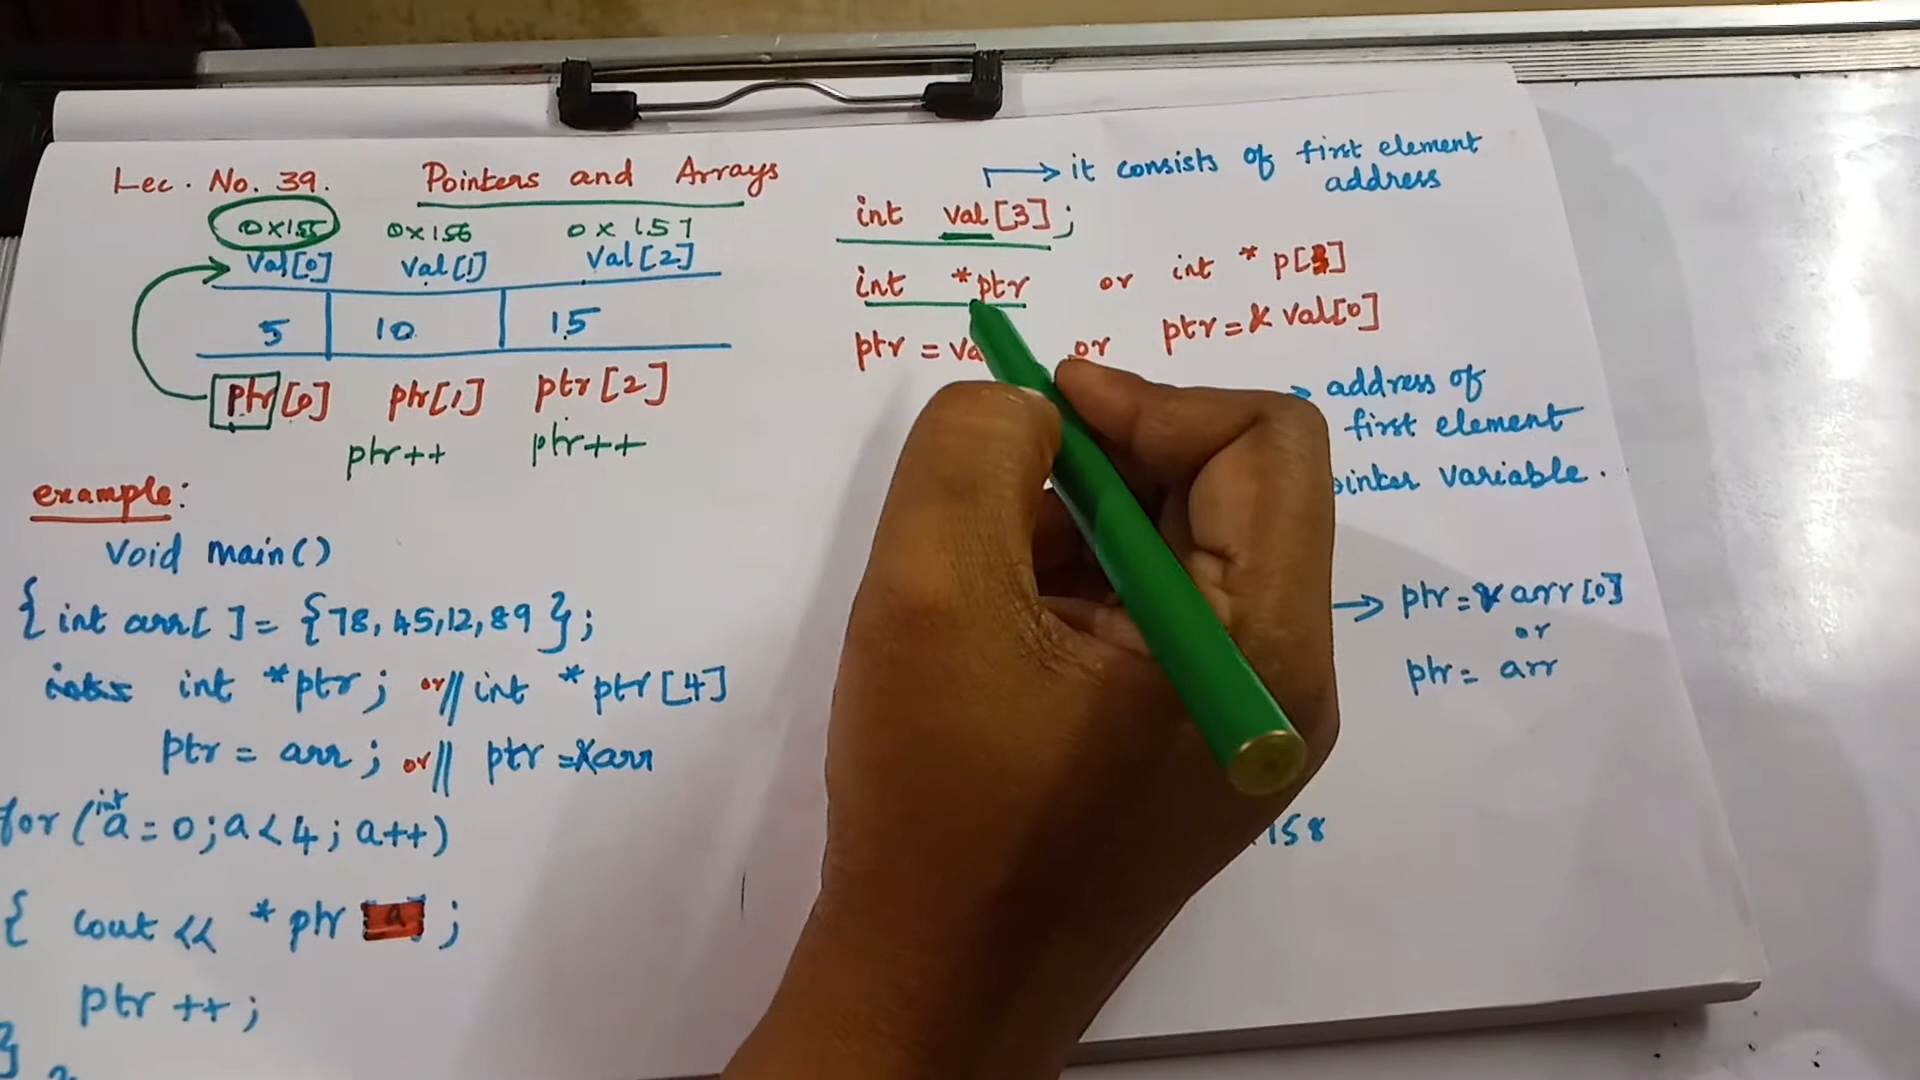 Lec. No. 39. Pointers and Arrays
0x155 0x156 0x157
val[0] val[1] val[2]
5 10 15
ptr[0] ptr[1] ptr[2]
ptr++ ptr++
example:
Void main()
{ int arr[ ] = {78, 45, 12, 89 };
int *ptr ; or // int *ptr[4]
ptr = arr ; or // ptr = &arr
for (int a = 0 ; a < 4 ; a++)
{ cout << *ptr [a] ;
ptr ++ ;
}
it consists of first element
address
int val[3] ;
int *ptr or int * p[3]
ptr = va or ptr = & val[0]
address of
first element
ointer variable.
ptr = & arr[0]
or
ptr = arr
158